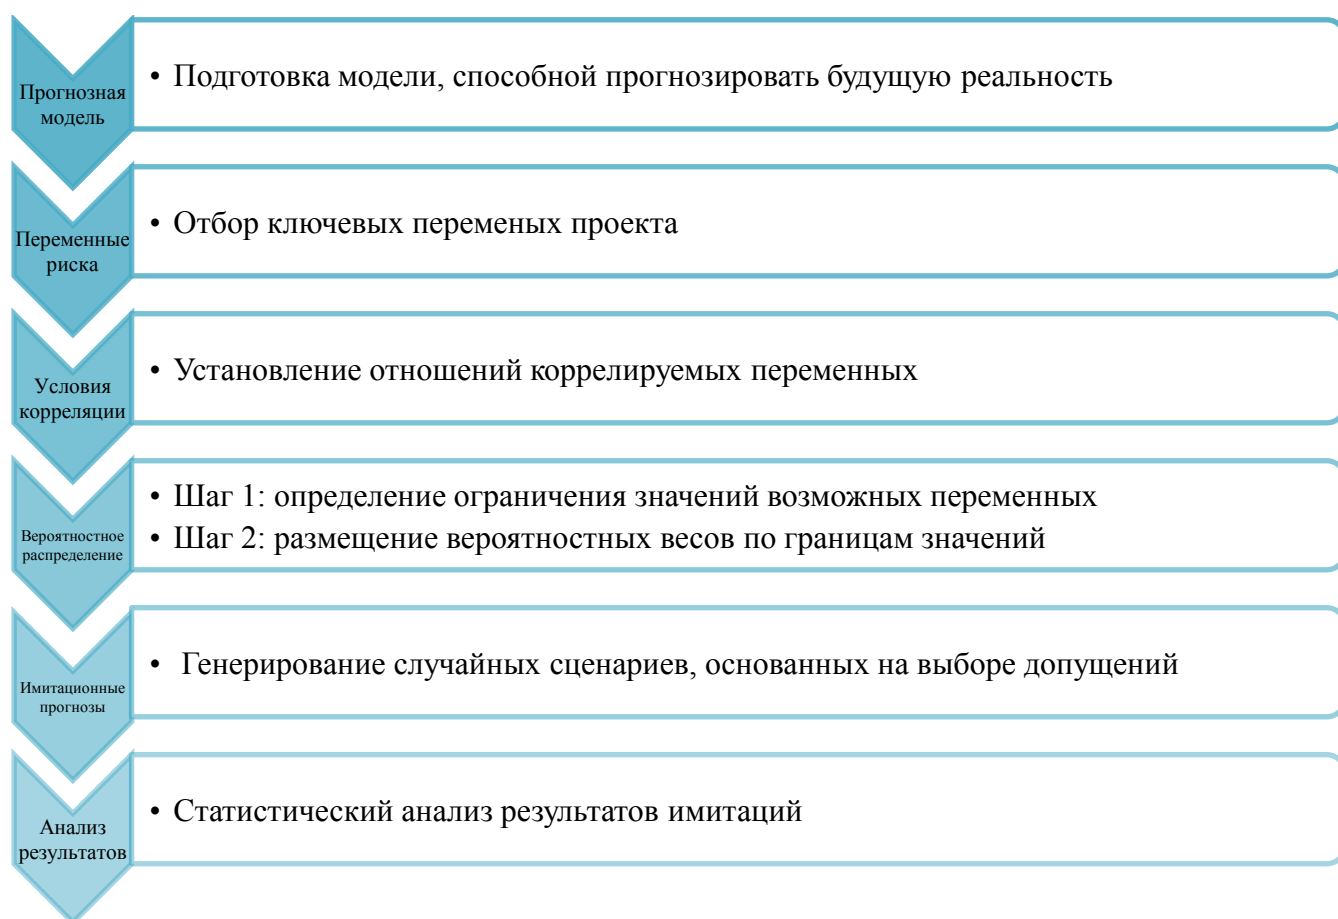 Прогнозная
модель
• Подготовка модели, способной прогнозировать будущую реальность
Переменные
риска
• Отбор ключевых переменых проекта
Условия
корреляции
• Установление отношений коррелируемых переменных
Вероятностное
распределение
• Шаг 1: определение ограничения значений возможных переменных
• Шаг 2: размещение вероятностных весов по границам значений
Имитационные
прогнозы
• Генерирование случайных сценариев, основанных на выборе допущений
Анализ
результатов
• Статистический анализ результатов имитаций